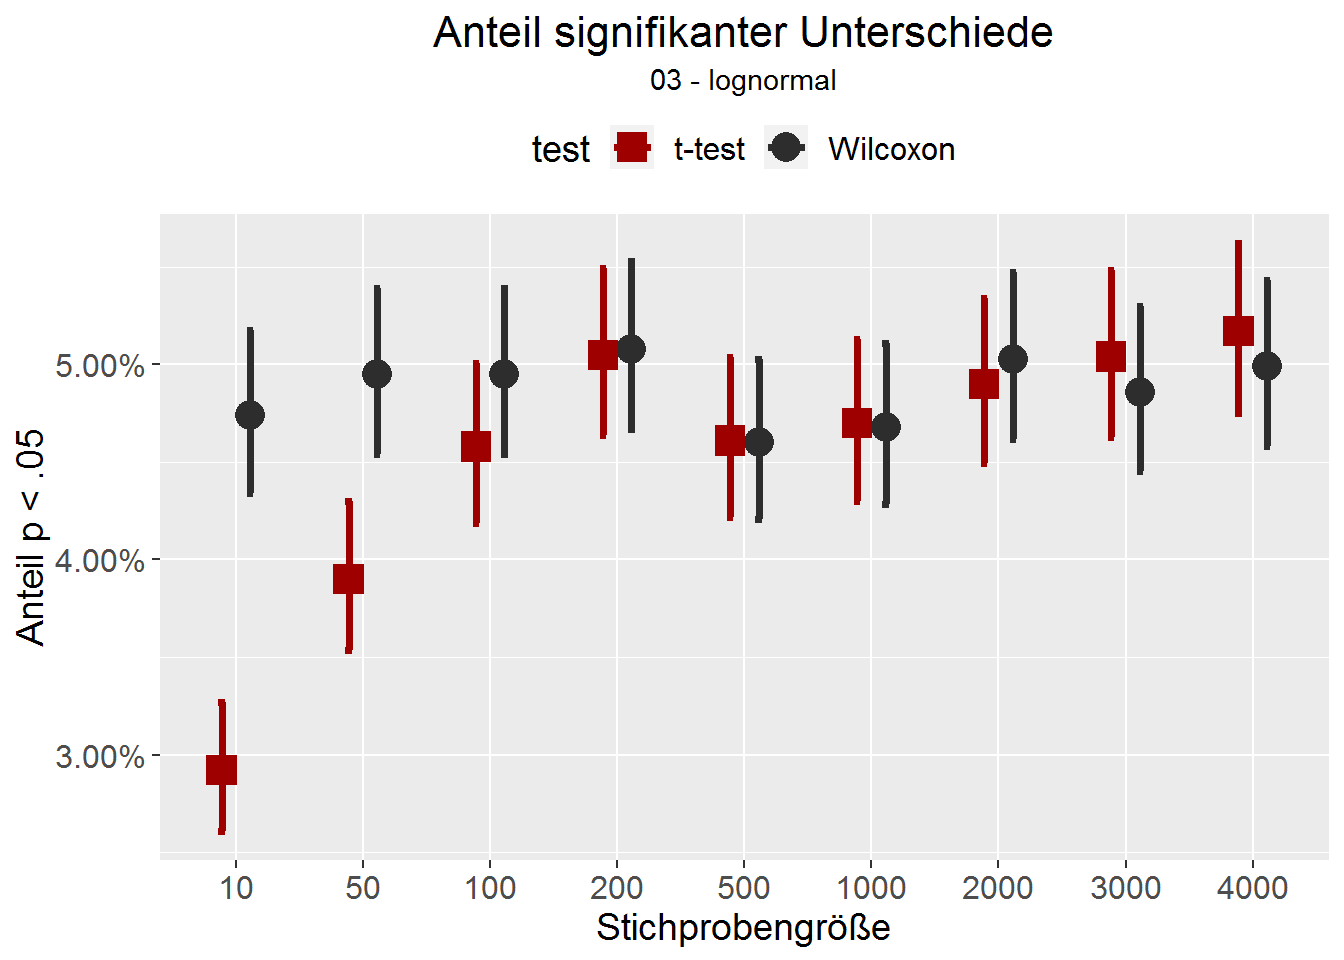 Anteil signifikanter Unterschiede
03 - lognormal
test t-test Wilcoxon
Anteil p < .05
5.00%
4.00%
3.00%
10 50 100 200 500 1000 2000 3000 4000
Stichprobengröße